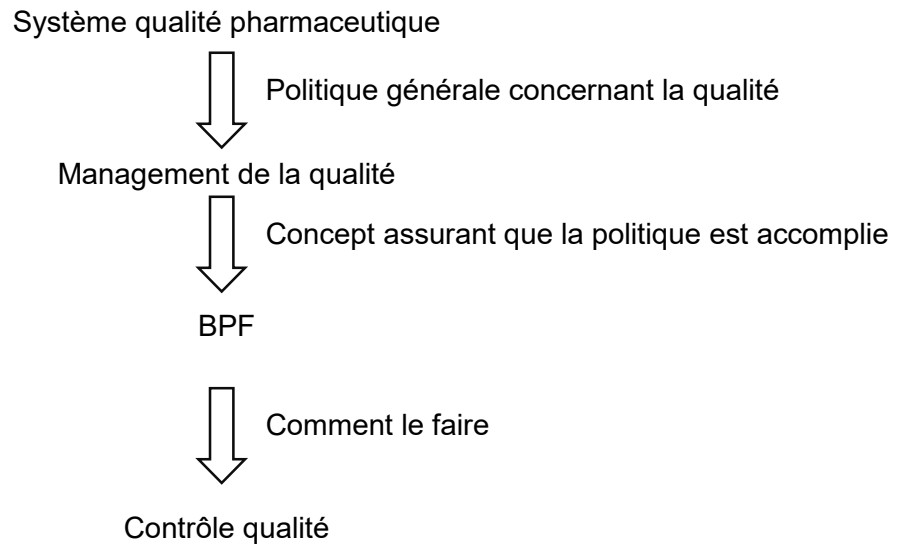 Système qualité pharmaceutique
Politique générale concernant la qualité
Management de la qualité
Concept assurant que la politique est accomplie
BPF
Comment le faire
Contrôle qualité